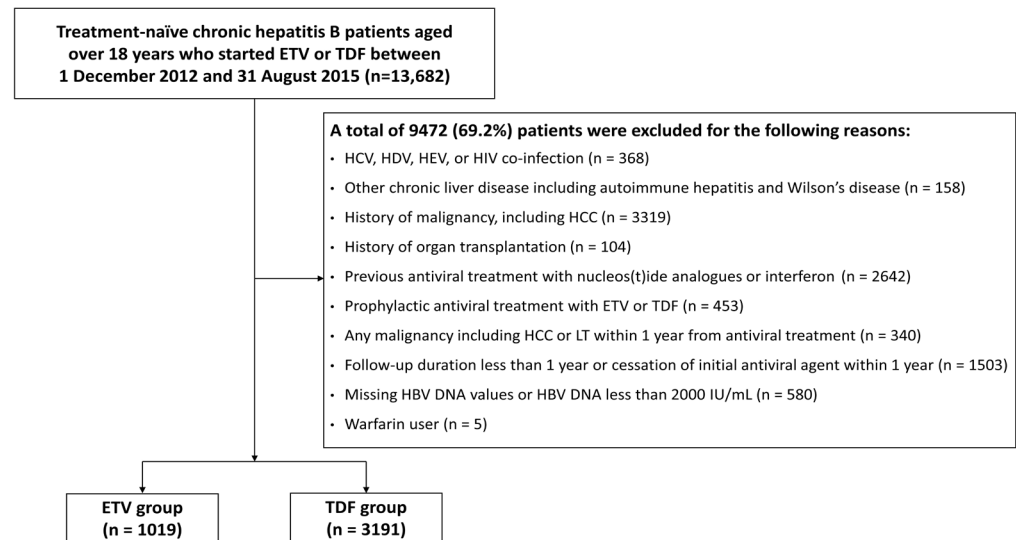 Treatment-naïve chronic hepatitis B patients aged
over 18 years who started ETV or TDF between
1 December 2012 and 31 August 2015 (n=13,682)
A total of 9472 (69.2%) patients were excluded for the following reasons:
• HCV, HDV, HEV, or HIV co-infection (n = 368)
• Other chronic liver disease including autoimmune hepatitis and Wilson's disease (n = 158)
• History of malignancy, including HCC (n = 3319)
• History of organ transplantation (n = 104)
• Previous antiviral treatment with nucleos(t)ide analogues or interferon (n = 2642)
• Prophylactic antiviral treatment with ETV or TDF (n = 453)
• Any malignancy including HCC or LT within 1 year from antiviral treatment (n = 340)
• Follow-up duration less than 1 year or cessation of initial antiviral agent within 1 year (n = 1503)
• Missing HBV DNA values or HBV DNA less than 2000 IU/mL (n = 580)
• Warfarin user (n = 5)
ETV group
(n = 1019)
TDF group
(n = 3191)